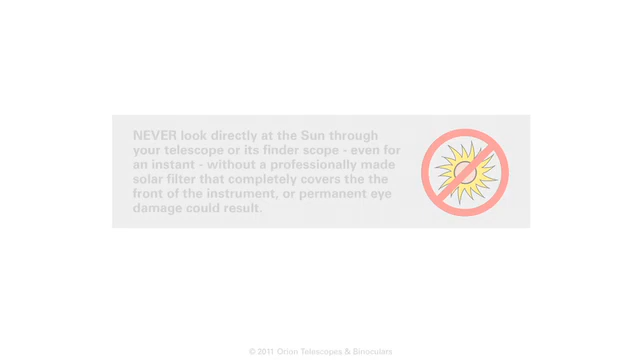 NEVER look directly at the Sun through
your telescope or its finder scope - even for
an instant - without a professionally made
solar filter that completely covers the the
front of the instrument, or permanent eye
damage could result.
© 2011 Orion Telescopes & Binoculars